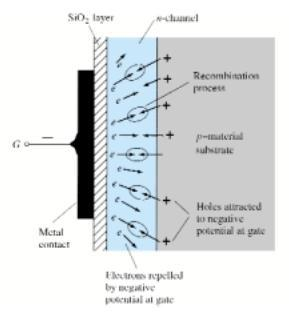 SiO₂ layer
n-channel
Recombination
process
p-material
substrate
G
Metal
contact
Holes attracted
to negative
potential at gate
Electrons repelled
by negative
potential at gate
e
e
e
e
e
e
e
e
e
e
e
+
+
+
+
+
+
+
−